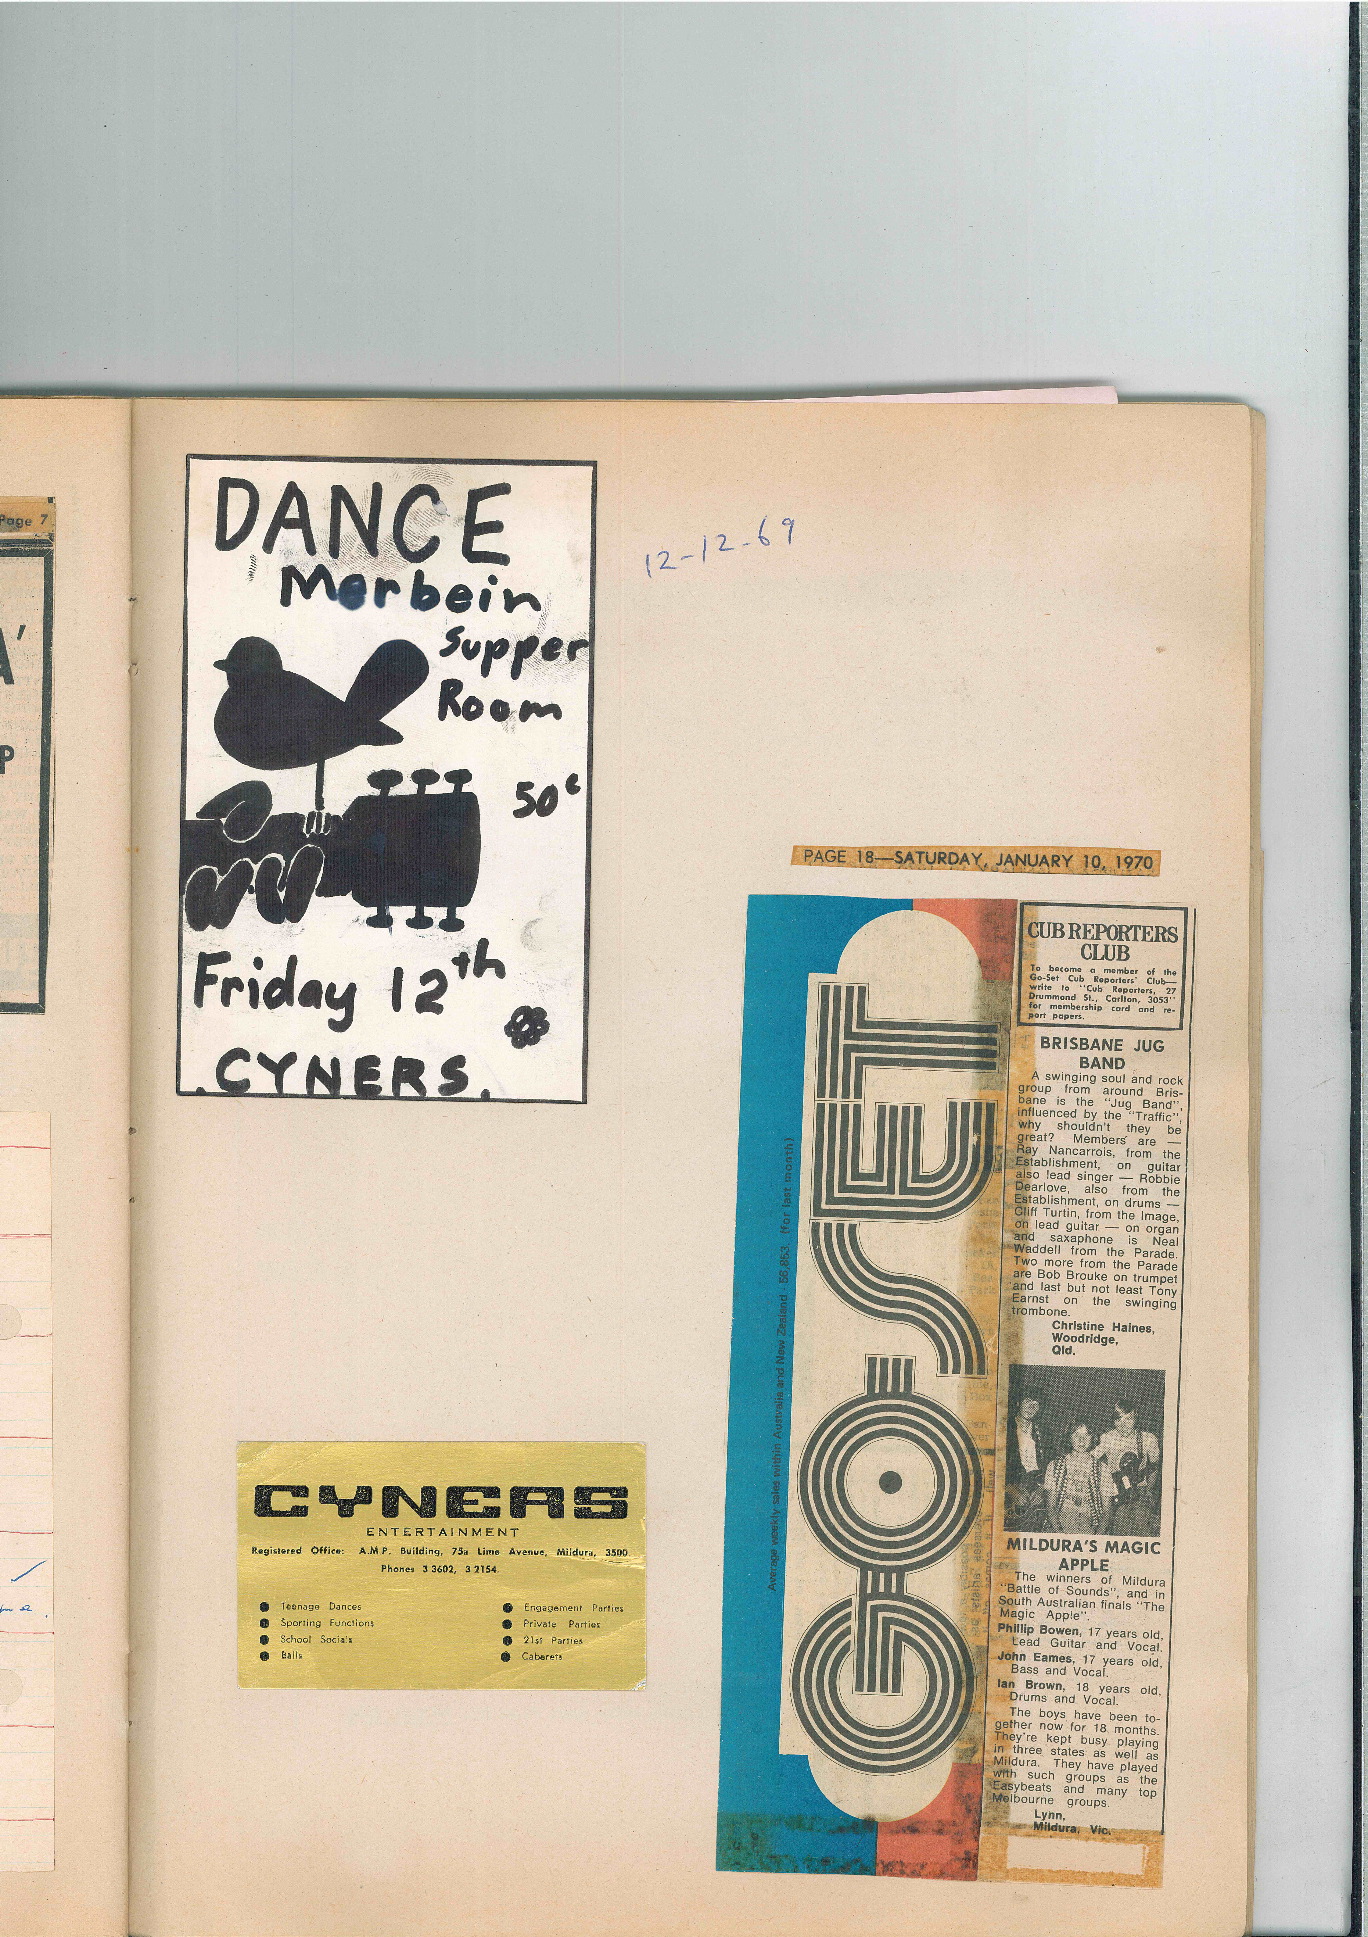 Page 7
A'
P
DANCE
Merbein
Supper
Room
50c
Friday 12th
CYNERS.
12-12-69
CYNERS
ENTERTAINMENT
Registered Office: A.M.P. Building, 75a Lime Avenue, Mildura, 3500.
Phones 3 3602, 3 2154.
Teenage Dances
Sporting Functions
School Socials
Balls
Engagement Parties
Private Parties
21st Parties
Cabarets
PAGE 18—SATURDAY, JANUARY 10, 1970
GO-SET
Average weekly sales within Australia and New Zealand 56,863 (for last month)
CUB REPORTERS
CLUB
To become a member of the
Go-Set Cub Reporters' Club—
write to "Cub Reporters, 27
Drummond St., Carlton, 3053"
for membership card and re-
port papers.
BRISBANE JUG
BAND
A swinging soul and rock
group from around Bris-
bane is the "Jug Band",
influenced by the "Traffic",
why shouldn't they be
great? Members are —
Ray Nancarrois, from the
Establishment, on guitar
also lead singer — Robbie
Dearlove, also from the
Establishment, on drums —
Cliff Turtin, from the Image,
on lead guitar — on organ
and saxaphone is Neal
Waddell from the Parade.
Two more from the Parade
are Bob Brouke on trumpet
and last but not least Tony
Earnst on the swinging
trombone.
Christine Haines,
Woodridge,
Qld.
MILDURA'S MAGIC
APPLE
The winners of Mildura
"Battle of Sounds", and in
South Australian finals "The
Magic Apple".
Phillip Bowen, 17 years old,
Lead Guitar and Vocal.
John Eames, 17 years old,
Bass and Vocal.
Ian Brown, 18 years old,
Drums and Vocal.
The boys have been to-
gether now for 18 months.
They're kept busy playing
in three states as well as
Mildura. They have played
with such groups as the
Easybeats and many top
Melbourne groups.
Lynn,
Mildura, Vic.